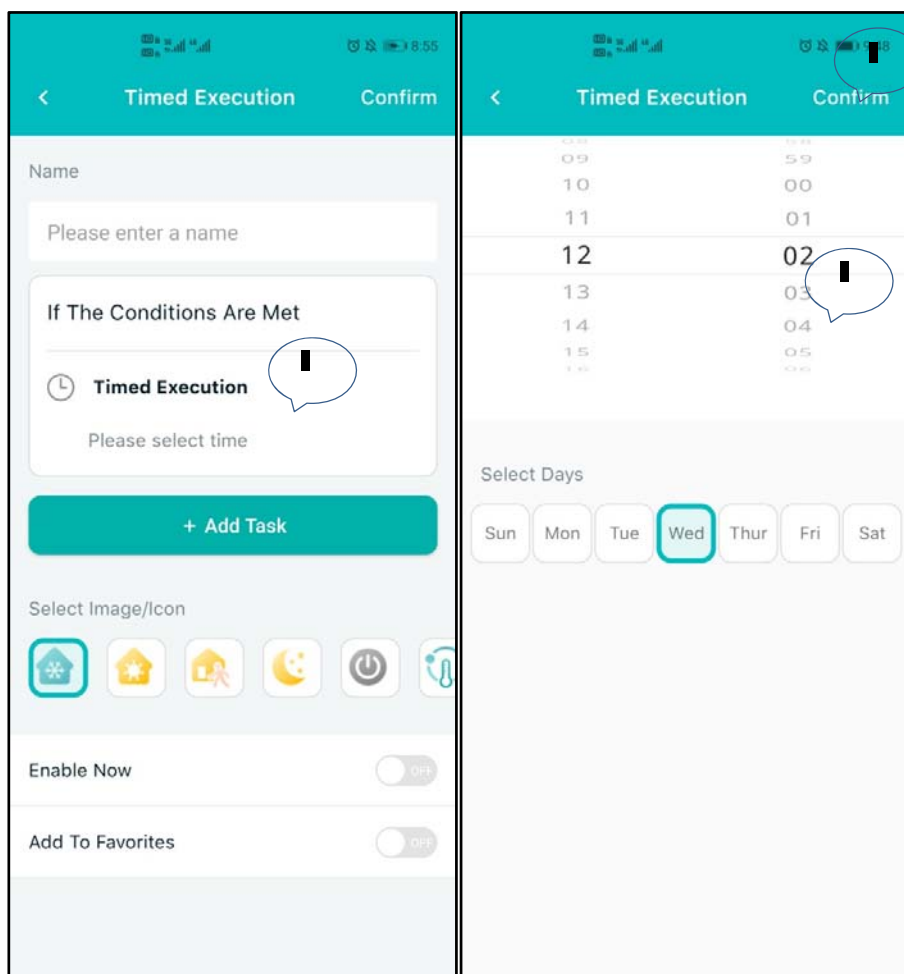 8:55
Timed Execution
Confirm
Name
Please enter a name
If The Conditions Are Met
Timed Execution
Please select time
+ Add Task
Select Image/Icon
Enable Now
OFF
Add To Favorites
OFF
Timed Execution
Confirm
09 59
10 00
11 01
12 02
13 03
14 04
15 05
16 06
Select Days
Sun Mon Tue Wed Thur Fri Sat